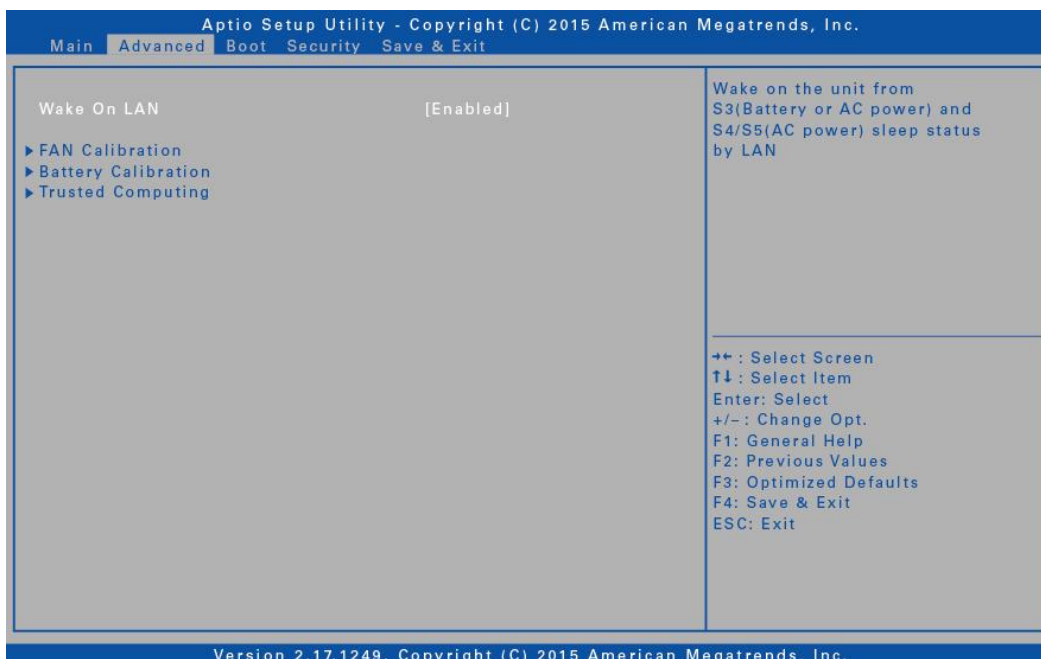 Aptio Setup Utility - Copyright (C) 2015 American Megatrends, Inc.
Main Advanced Boot Security Save & Exit
Wake On LAN [Enabled]
▶ FAN Calibration
▶ Battery Calibration
▶ Trusted Computing
Wake on the unit from
S3(Battery or AC power) and
S4/S5(AC power) sleep status
by LAN
→← : Select Screen
↑↓ : Select Item
Enter: Select
+/– : Change Opt.
F1: General Help
F2: Previous Values
F3: Optimized Defaults
F4: Save & Exit
ESC: Exit
Version 2.17.1249. Copyright (C) 2015 American Megatrends, Inc.